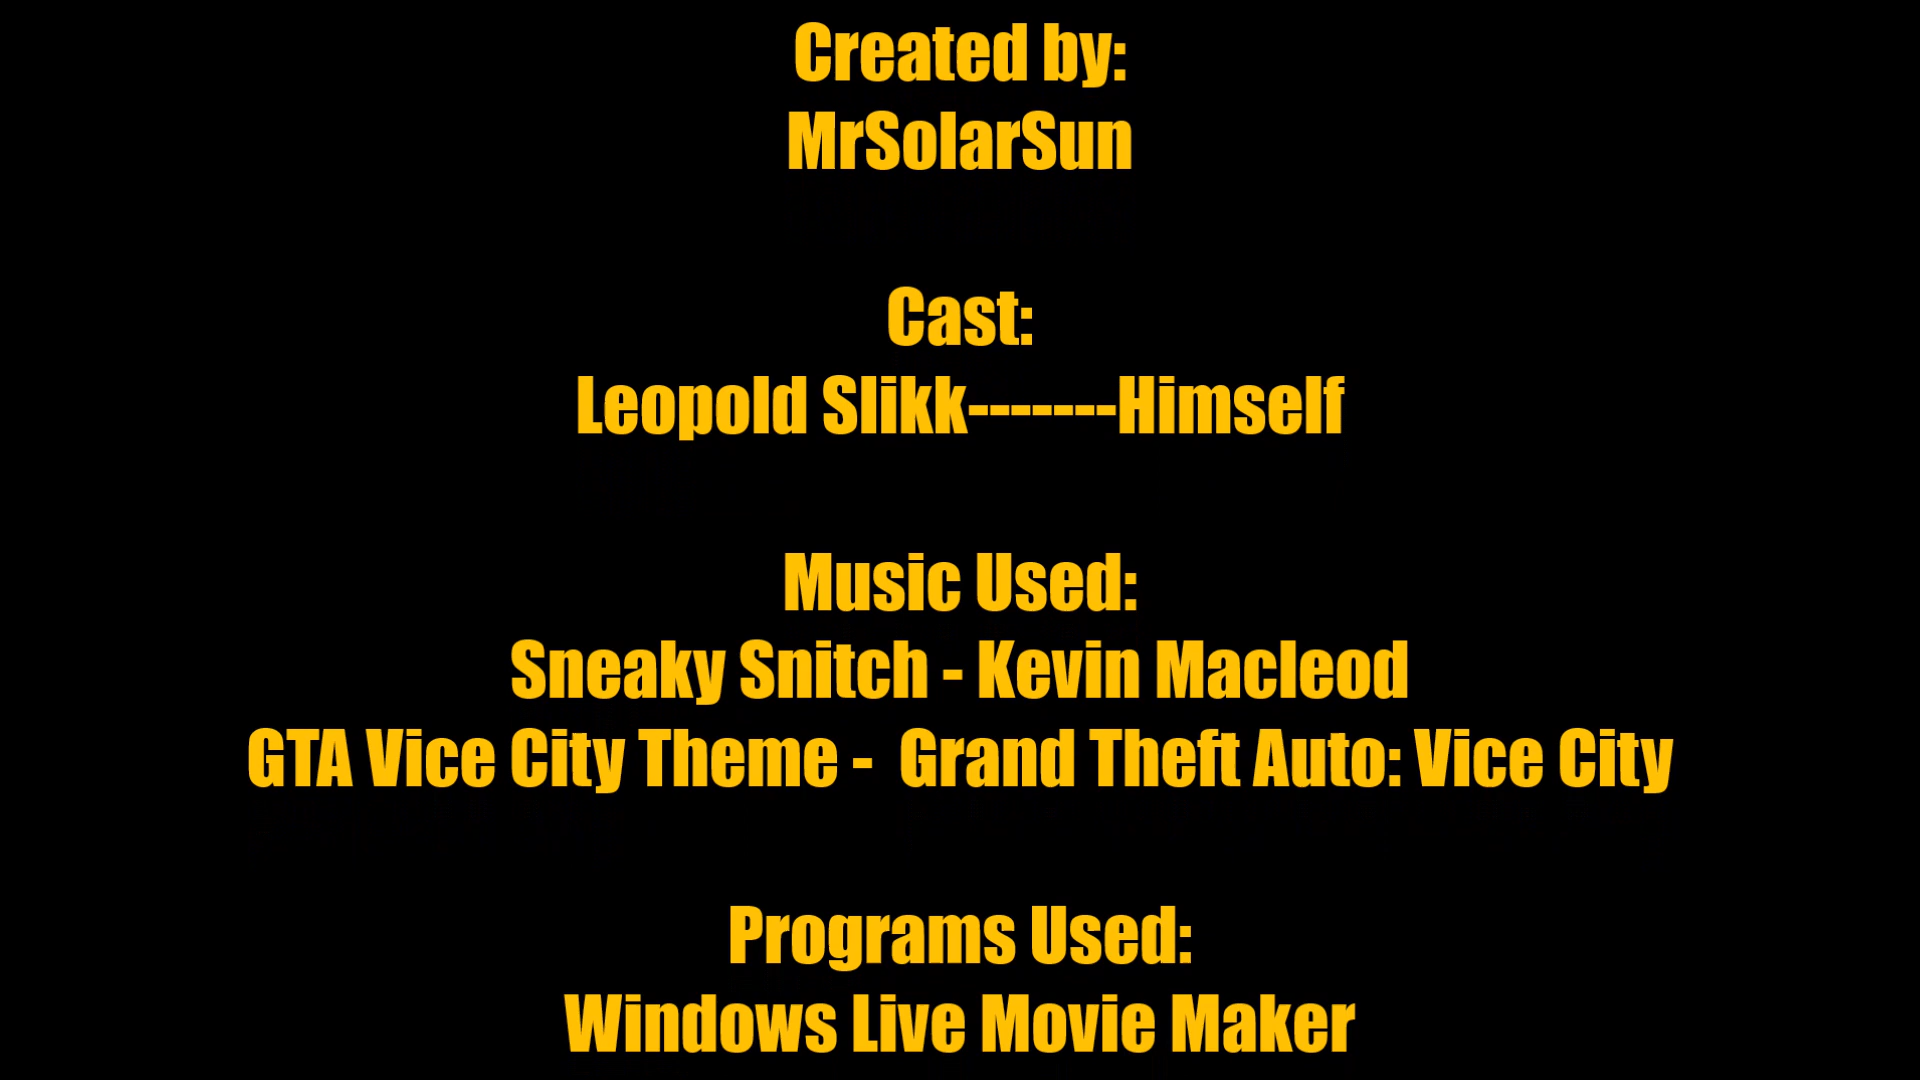 Created by:
MrSolarSun
Cast:
Leopold Slikk-------Himself
Music Used:
Sneaky Snitch - Kevin Macleod
GTA Vice City Theme -  Grand Theft Auto: Vice City
Programs Used:
Windows Live Movie Maker